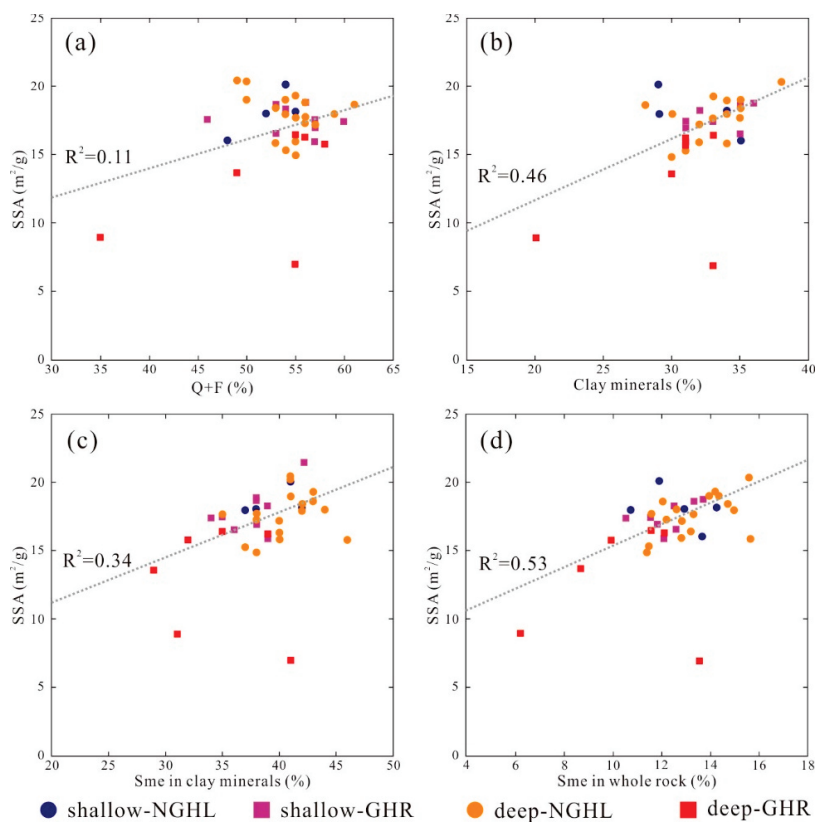 (a)
25
20
15
10
5
0
SSA (m²/g)
R²=0.11
30 35 40 45 50 55 60 65
Q+F (%)
(b)
25
20
15
10
5
0
SSA (m²/g)
R²=0.46
15 20 25 30 35 40
Clay minerals (%)
(c)
25
20
15
10
5
0
SSA (m²/g)
R²=0.34
20 25 30 35 40 45 50
Sme in clay minerals (%)
(d)
25
20
15
10
5
0
SSA (m²/g)
R²=0.53
4 6 8 10 12 14 16 18
Sme in whole rock (%)
shallow-NGHL shallow-GHR deep-NGHL deep-GHR